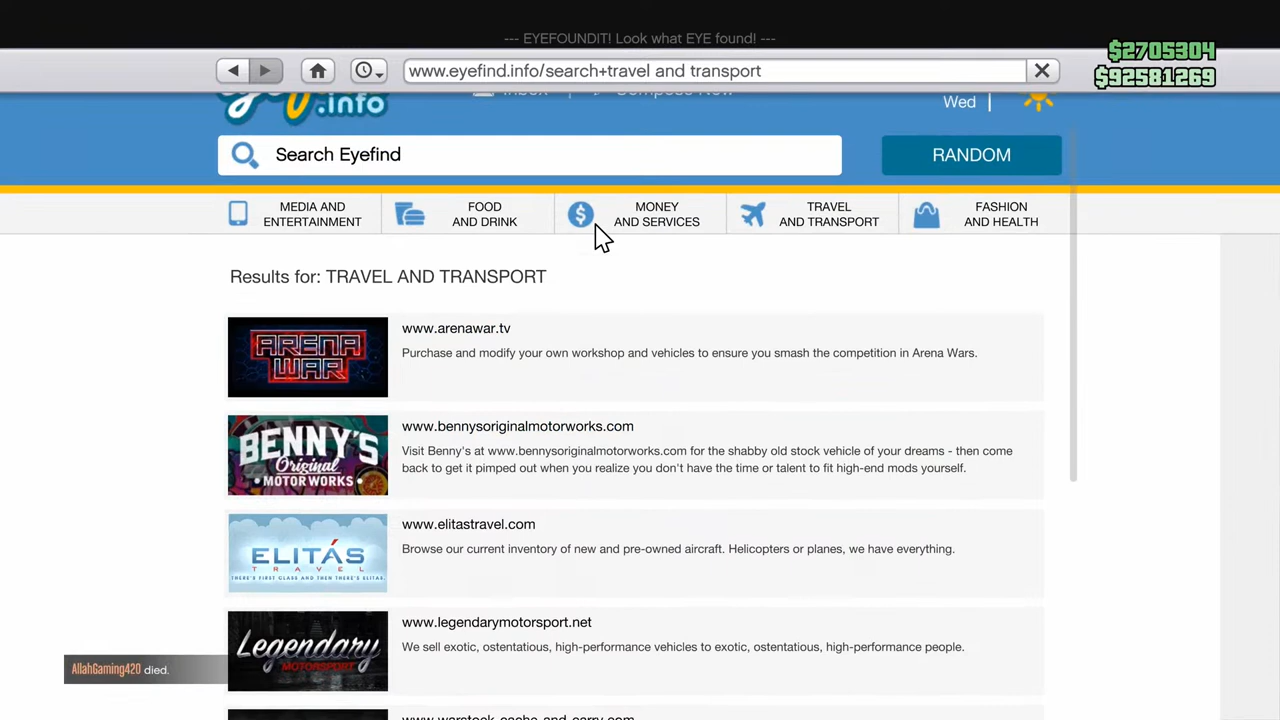 --- EYEFOUNDIT! Look what EYE found! ---
$2705304
www.eyefind.info/search+travel and transport
$92581269
.info
Inbox
Compose New
Wed
Search Eyefind
RANDOM
MEDIA AND
ENTERTAINMENT
FOOD
AND DRINK
MONEY
AND SERVICES
TRAVEL
AND TRANSPORT
FASHION
AND HEALTH
Results for: TRAVEL AND TRANSPORT
ARENA
WAR
www.arenawar.tv
Purchase and modify your own workshop and vehicles to ensure you smash the competition in Arena Wars.
BENNY'S
Original
MOTOR WORKS
www.bennysoriginalmotorworks.com
Visit Benny's at www.bennysoriginalmotorworks.com for the shabby old stock vehicle of your dreams - then come
back to get it pimped out when you realize you don't have the time or talent to fit high-end mods yourself.
ELITÁS
TRAVEL
THERE'S FIRST CLASS AND THEN THERE'S ELITAS.
www.elitastravel.com
Browse our current inventory of new and pre-owned aircraft. Helicopters or planes, we have everything.
Legendary
MOTORSPORT
www.legendarymotorsport.net
We sell exotic, ostentatious, high-performance vehicles to exotic, ostentatious, high-performance people.
AllahGaming420 died.
www.warstock-cache-and-carry.com